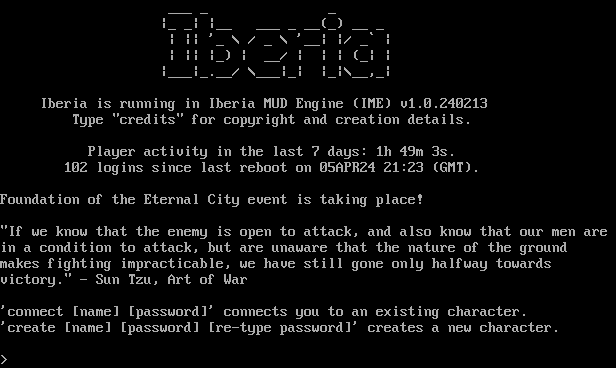 Iberia
Iberia is running in Iberia MUD Engine (IME) v1.0.240213
Type "credits" for copyright and creation details.
Player activity in the last 7 days: 1h 49m 3s.
102 logins since last reboot on 05APR24 21:23 (GMT).
Foundation of the Eternal City event is taking place!
"If we know that the enemy is open to attack, and also know that our men are
in a condition to attack, but are unaware that the nature of the ground
makes fighting impracticable, we have still gone only halfway towards
victory." - Sun Tzu, Art of War
'connect [name] [password]' connects you to an existing character.
'create [name] [password] [re-type password]' creates a new character.
>